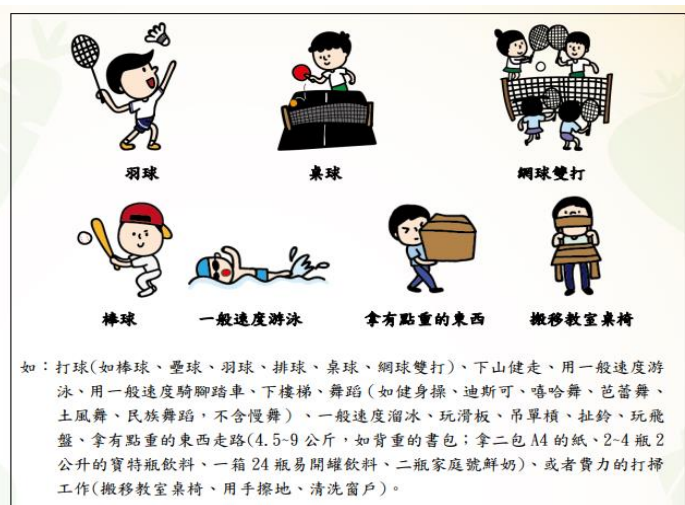 羽球
桌球
網球雙打
棒球
一般速度游泳
拿有點重的東西
搬移教室桌椅
如：打球(如棒球、壘球、羽球、排球、桌球、網球雙打)、下山健走、用一般速度游
泳、用一般速度騎腳踏車、下樓梯、舞蹈（如健身操、迪斯可、嘻哈舞、芭蕾舞、
土風舞、民族舞蹈，不含慢舞）、一般速度溜冰、玩滑板、吊單槓、扯鈴、玩飛
盤、拿有點重的東西走路(4.5~9 公斤，如背重的書包；拿二包 A4 的紙、2~4 瓶 2
公升的寶特瓶飲料、一箱 24 瓶易開罐飲料、二瓶家庭號鮮奶)、或者費力的打掃
工作(搬移教室桌椅、用手擦地、清洗窗戶)。